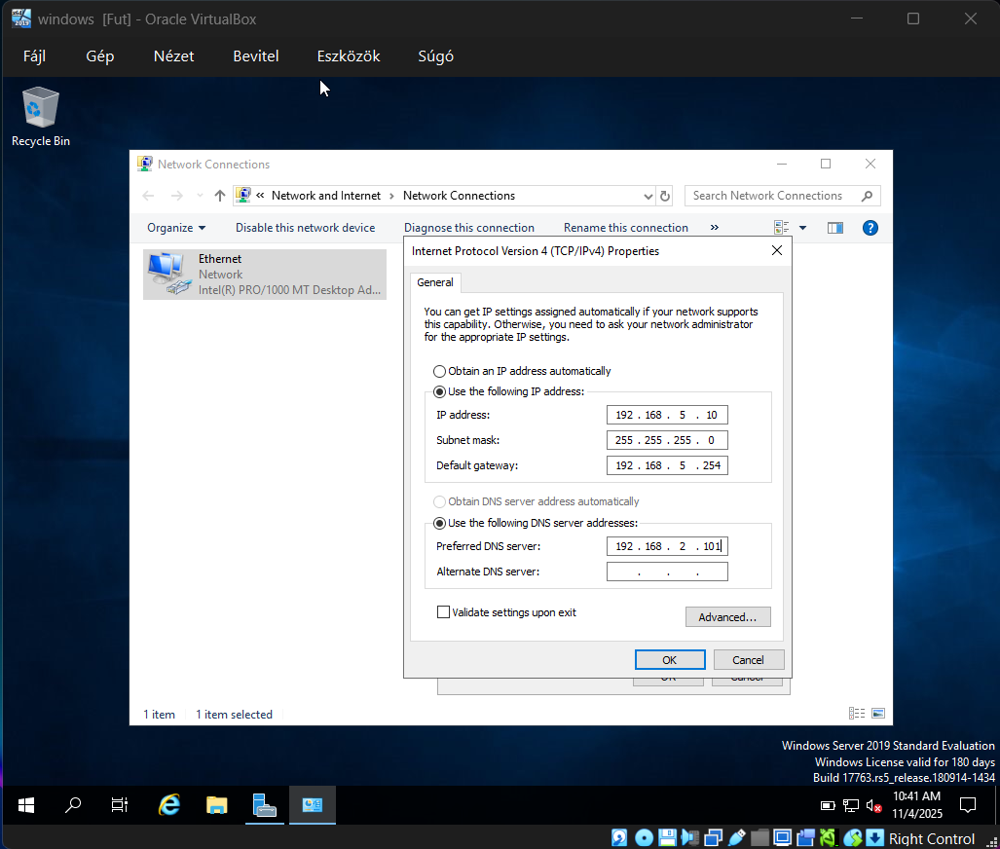 windows [Fut] - Oracle VirtualBox
Fájl Gép Nézet Bevitel Eszközök Súgó
Recycle Bin
Network Connections
« Network and Internet › Network Connections
Search Network Connections
Organize Disable this network device Diagnose this connection Rename this connection »
Ethernet
Network
Intel(R) PRO/1000 MT Desktop Ad...
Internet Protocol Version 4 (TCP/IPv4) Properties
General
You can get IP settings assigned automatically if your network supports
this capability. Otherwise, you need to ask your network administrator
for the appropriate IP settings.
Obtain an IP address automatically
Use the following IP address:
IP address: 192 . 168 . 5 . 10
Subnet mask: 255 . 255 . 255 . 0
Default gateway: 192 . 168 . 5 . 254
Obtain DNS server address automatically
Use the following DNS server addresses:
Preferred DNS server: 192 . 168 . 2 . 101
Alternate DNS server: . . .
Validate settings upon exit
Advanced...
OK Cancel
OK Cancel
1 item 1 item selected
Windows Server 2019 Standard Evaluation
Windows License valid for 180 days
Build 17763.rs5_release.180914-1434
10:41 AM
11/4/2025
Right Control